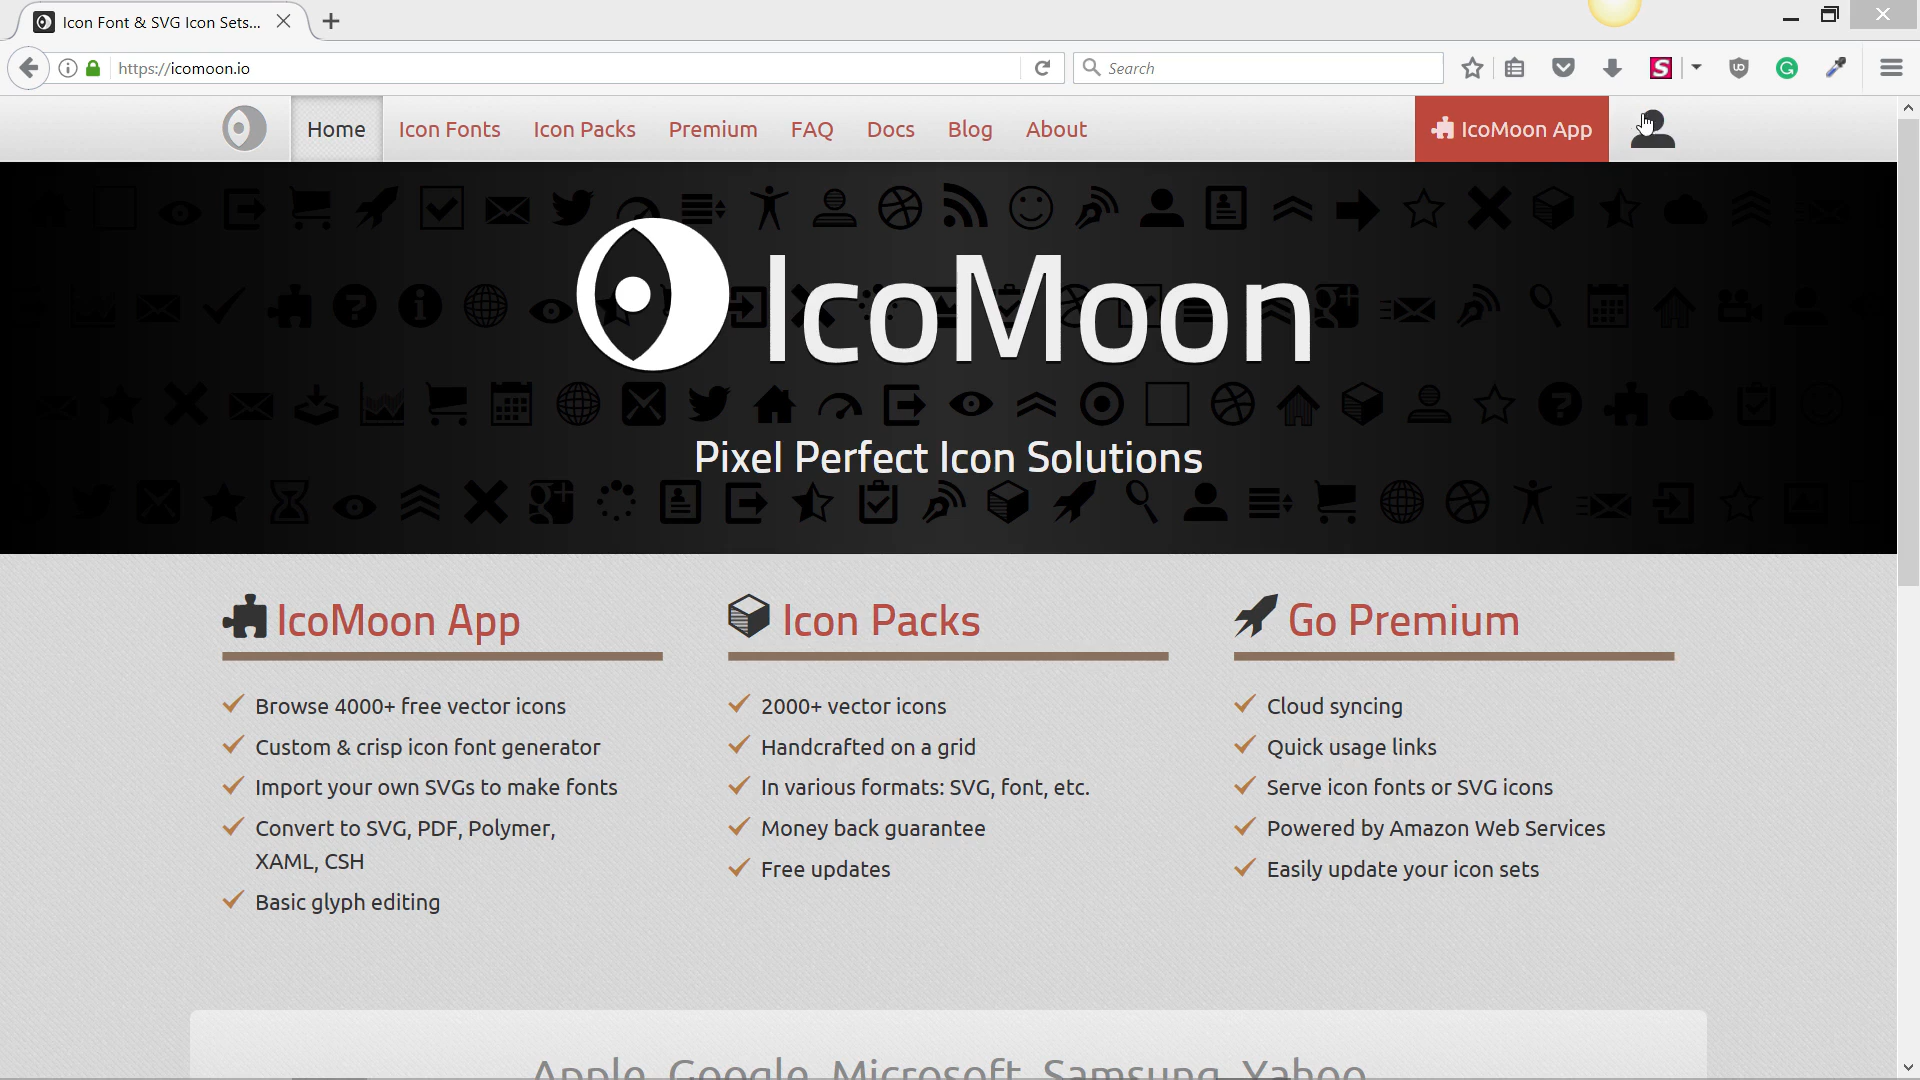 Icon Font & SVG Icon Sets...
https://icomoon.io
Search
Home
Icon Fonts
Icon Packs
Premium
FAQ
Docs
Blog
About
IcoMoon App
IcoMoon
Pixel Perfect Icon Solutions
IcoMoon App
Browse 4000+ free vector icons
Custom & crisp icon font generator
Import your own SVGs to make fonts
Convert to SVG, PDF, Polymer,
XAML, CSH
Basic glyph editing
Icon Packs
2000+ vector icons
Handcrafted on a grid
In various formats: SVG, font, etc.
Money back guarantee
Free updates
Go Premium
Cloud syncing
Quick usage links
Serve icon fonts or SVG icons
Powered by Amazon Web Services
Easily update your icon sets
Apple, Google, Microsoft, Samsung, Yahoo